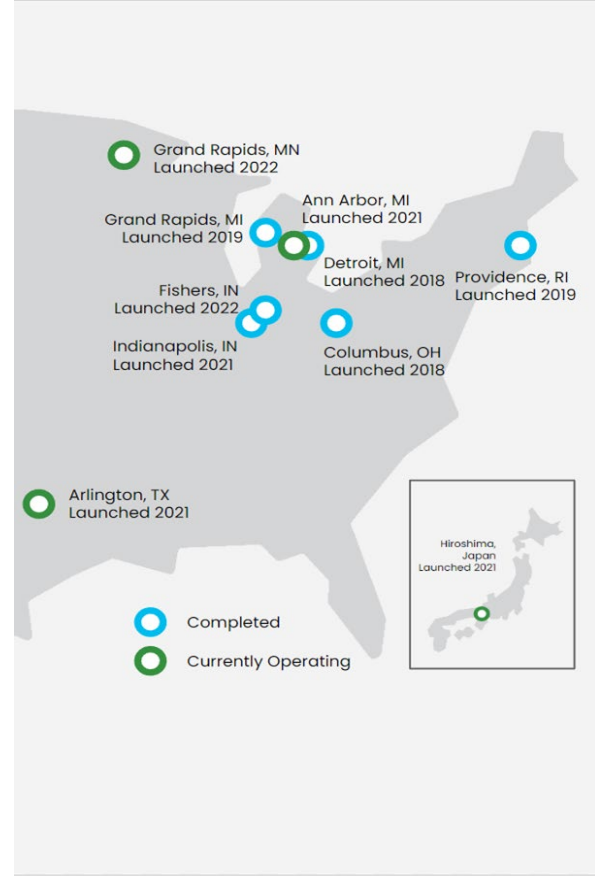 Grand Rapids, MN
Launched 2022
Ann Arbor, MI
Launched 2021
Grand Rapids, MI
Launched 2019
Detroit, MI
Launched 2018
Providence, RI
Launched 2019
Fishers, IN
Launched 2022
Indianapolis, IN
Launched 2021
Columbus, OH
Launched 2018
Arlington, TX
Launched 2021
Hiroshima,
Japan
Launched 2021
Completed
Currently Operating